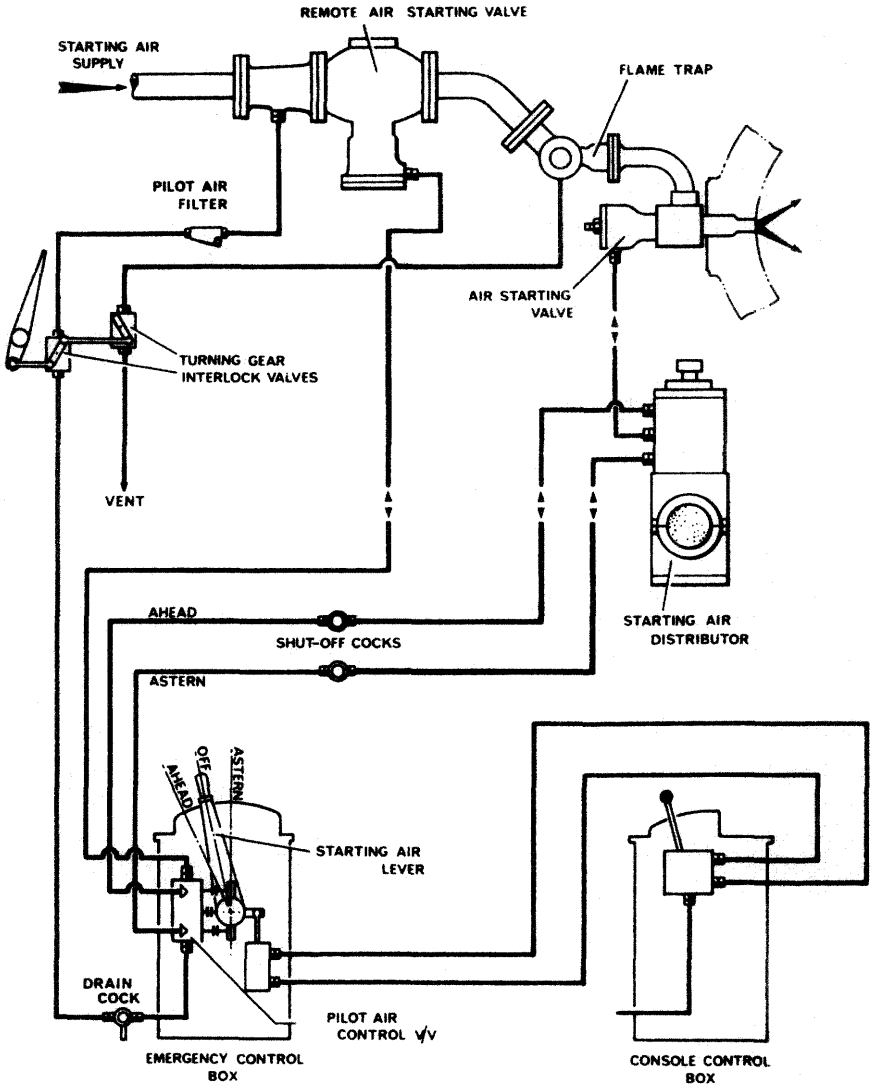 REMOTE AIR STARTING VALVE
STARTING AIR
SUPPLY
FLAME TRAP
PILOT AIR
FILTER
AIR STARTING
VALVE
TURNING GEAR
INTERLOCK VALVES
VENT
AHEAD
SHUT-OFF COCKS
STARTING AIR
DISTRIBUTOR
ASTERN
AHEAD
OFF
ASTERN
STARTING AIR
LEVER
DRAIN
COCK
PILOT AIR
CONTROL V/V
EMERGENCY CONTROL
BOX
CONSOLE CONTROL
BOX